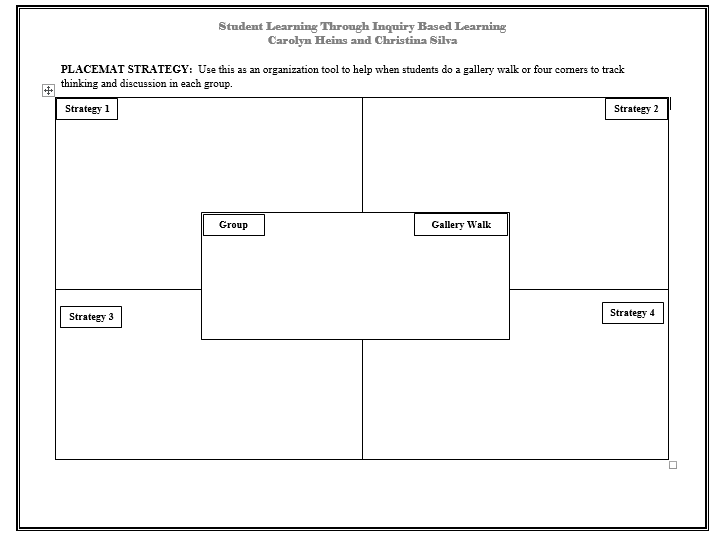 Student Learning Through Inquiry Based Learning
Carolyn Heins and Christina Silva
PLACEMAT STRATEGY: Use this as an organization tool to help when students do a gallery walk or four corners to track
thinking and discussion in each group.
Strategy 1
Strategy 2
Group
Gallery Walk
Strategy 3
Strategy 4